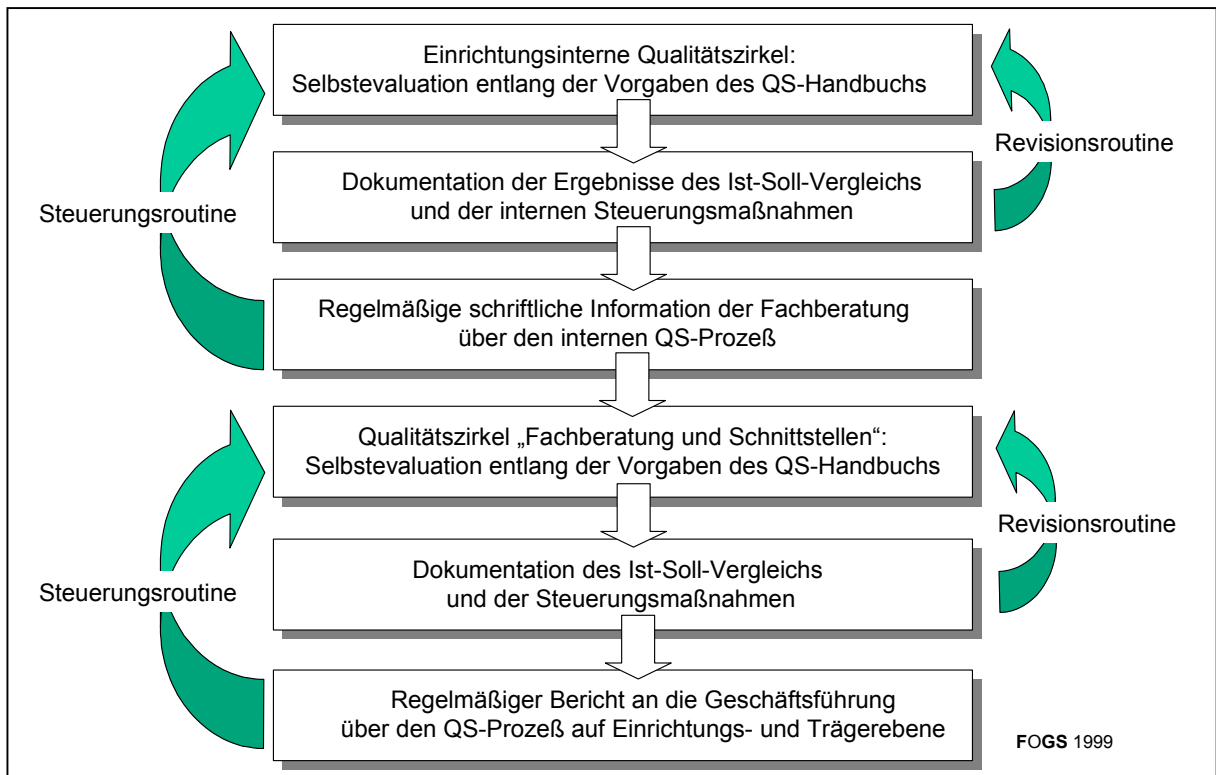 Einrichtungsinterne Qualitätszirkel:
Selbstevaluation entlang der Vorgaben des QS-Handbuchs
Revisionsroutine
Dokumentation der Ergebnisse des Ist-Soll-Vergleichs
und der internen Steuerungsmaßnahmen
Steuerungsroutine
Regelmäßige schriftliche Information der Fachberatung
über den internen QS-Prozeß
Qualitätszirkel „Fachberatung und Schnittstellen“:
Selbstevaluation entlang der Vorgaben des QS-Handbuchs
Revisionsroutine
Dokumentation des Ist-Soll-Vergleichs
und der Steuerungsmaßnahmen
Steuerungsroutine
Regelmäßiger Bericht an die Geschäftsführung
über den QS-Prozeß auf Einrichtungs- und Trägerebene
FOGS 1999